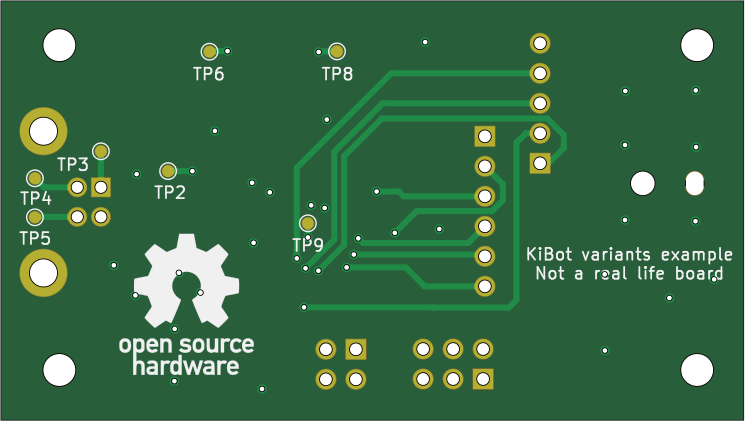 TP6
TP8
TP3
TP2
TP4
TP5
TP9
KiBot variants example
Not a real life board
open source
hardware